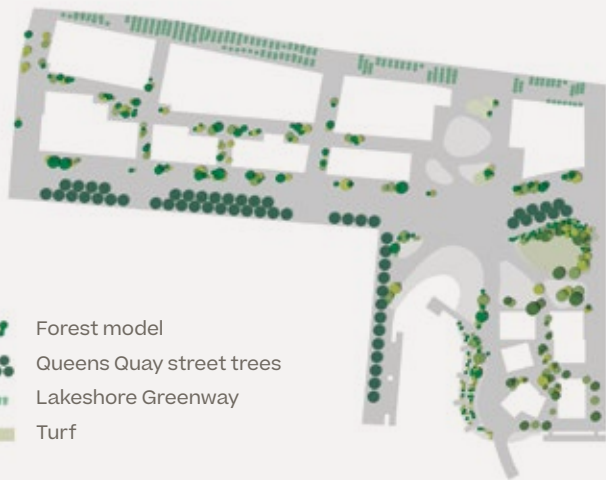 Forest model
Queens Quay street trees
Lakeshore Greenway
Turf